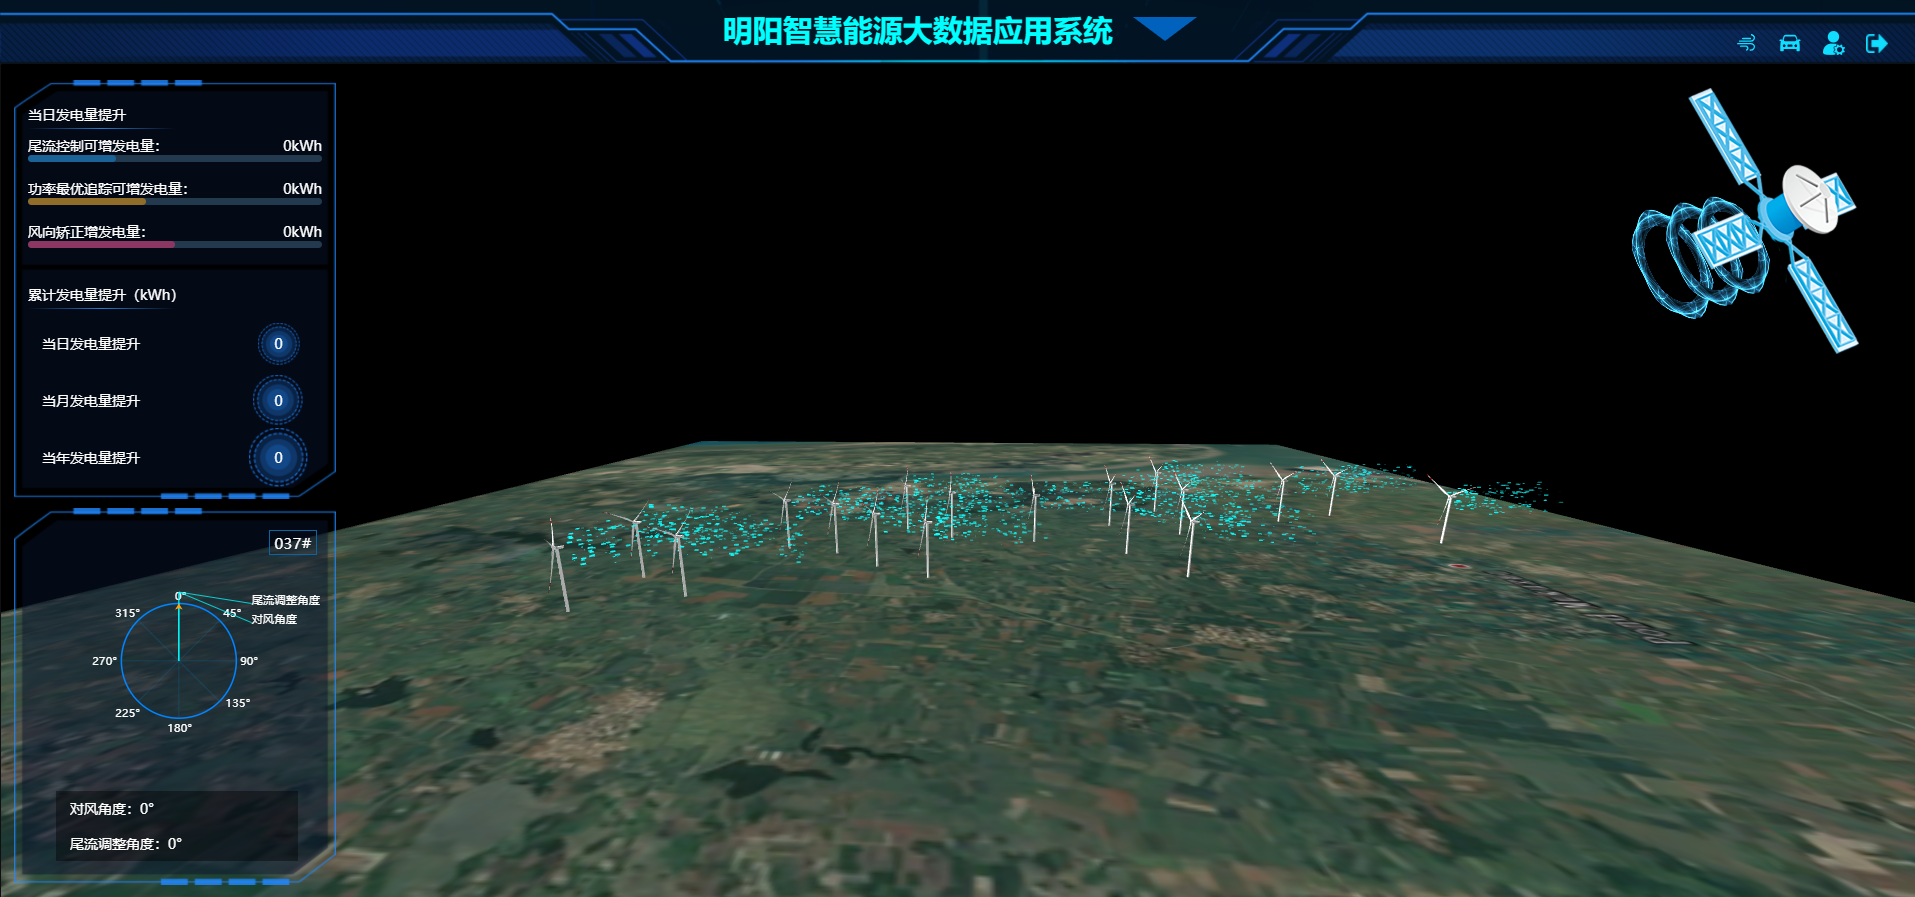 明阳智慧能源大数据应用系统
当日发电量提升
尾流控制可增发电量： 0kWh
功率最优追踪可增发电量： 0kWh
风向矫正增发电量： 0kWh
累计发电量提升（kWh）
当日发电量提升 0
当月发电量提升 0
当年发电量提升 0
037#
0°
尾流调整角度
315° 45°
对风角度
270° 90°
135°
225°
180°
对风角度：0°
尾流调整角度：0°